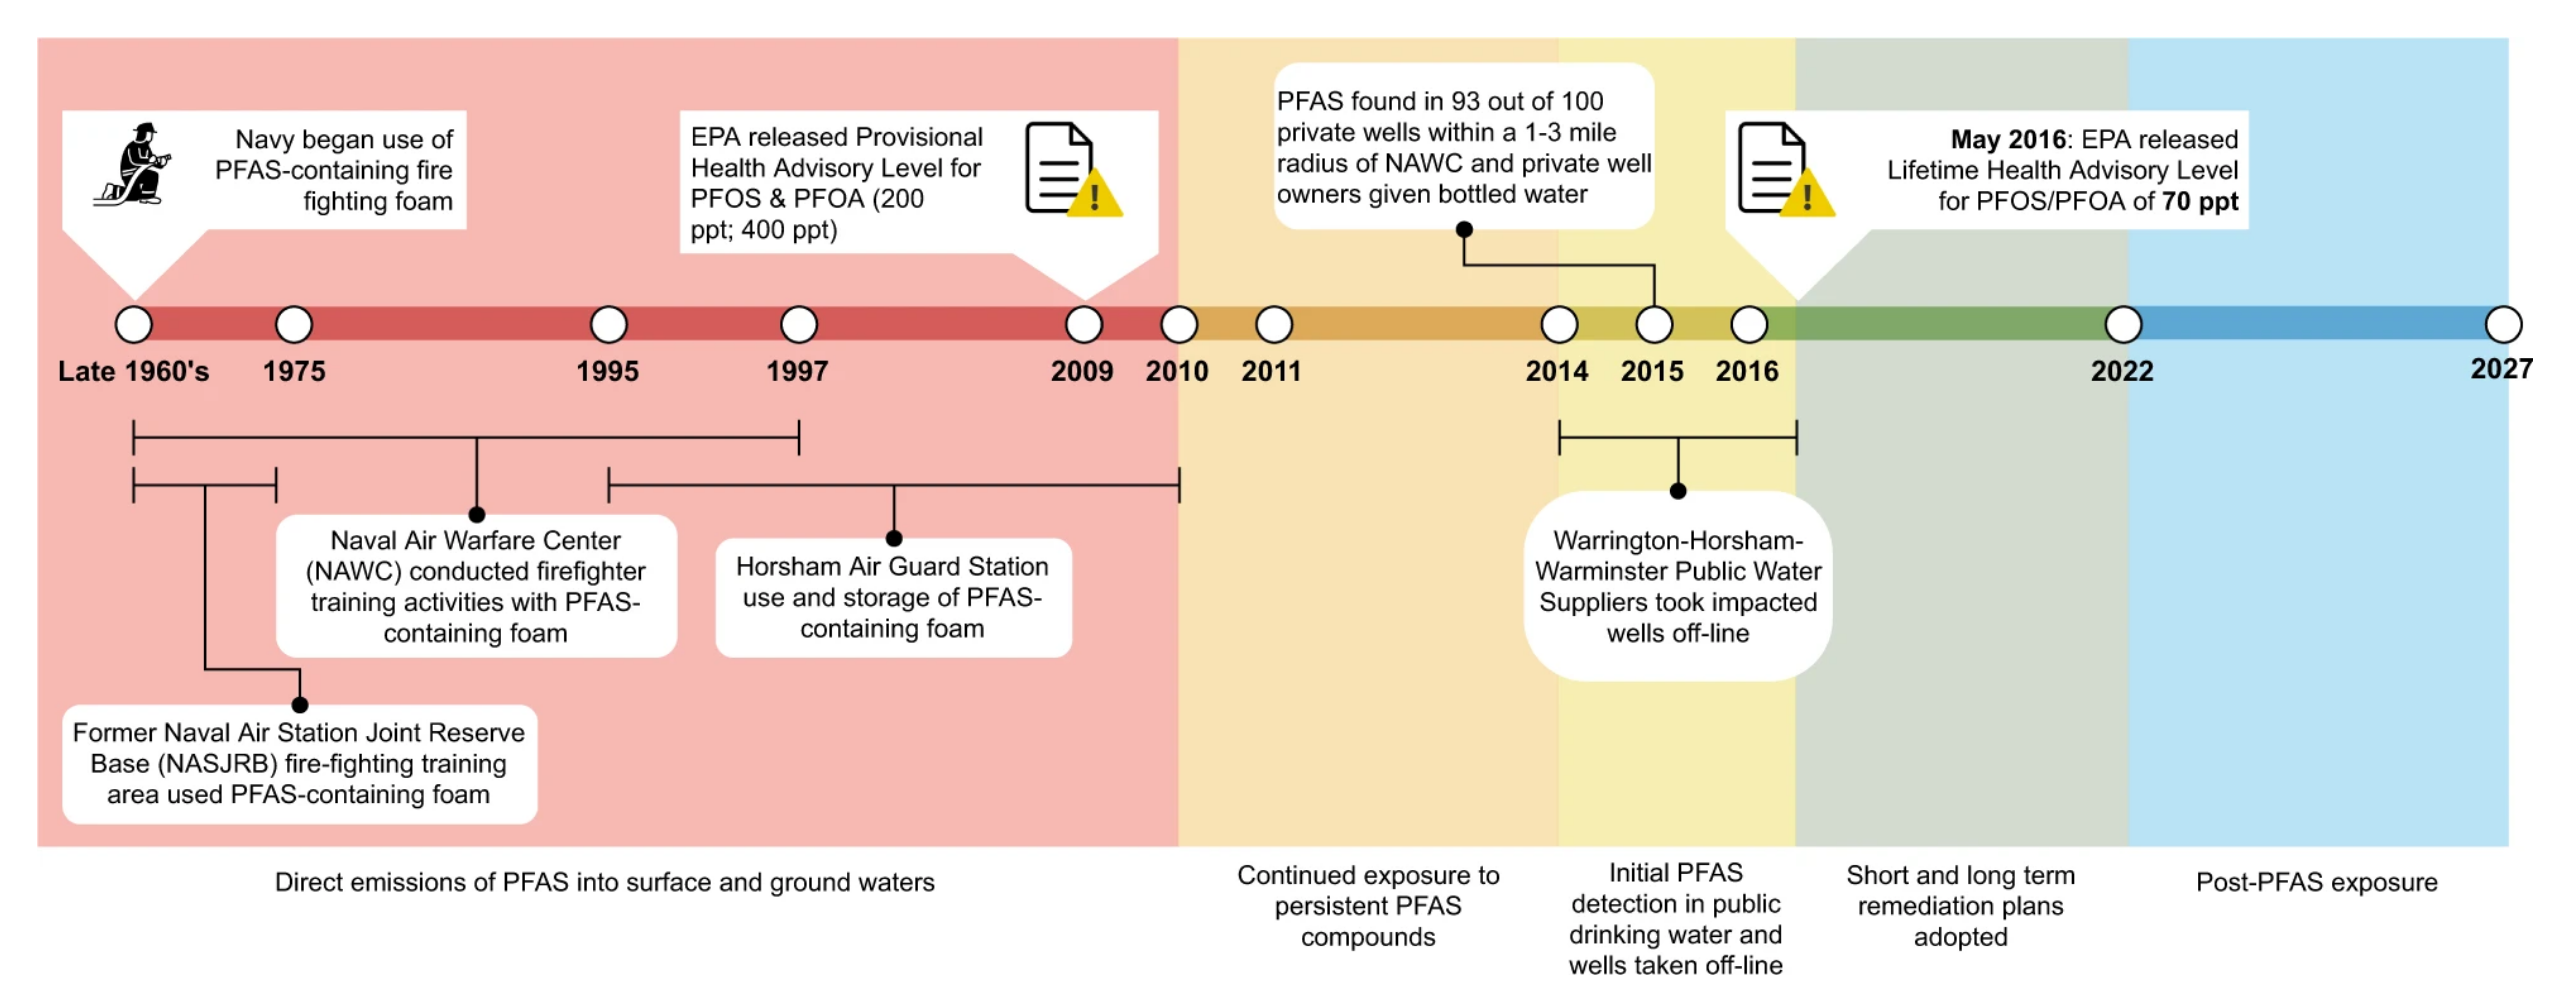 Navy began use of
PFAS-containing fire
fighting foam
EPA released Provisional
Health Advisory Level for
PFOS & PFOA (200
ppt; 400 ppt)
!
PFAS found in 93 out of 100
private wells within a 1-3 mile
radius of NAWC and private well
owners given bottled water
!
May 2016: EPA released
Lifetime Health Advisory Level
for PFOS/PFOA of 70 ppt
Late 1960's
1975
1995
1997
2009
2010
2011
2014
2015
2016
2022
2027
Naval Air Warfare Center
(NAWC) conducted firefighter
training activities with PFAS-
containing foam
Horsham Air Guard Station
use and storage of PFAS-
containing foam
Warrington-Horsham-
Warminster Public Water
Suppliers took impacted
wells off-line
Former Naval Air Station Joint Reserve
Base (NASJRB) fire-fighting training
area used PFAS-containing foam
Direct emissions of PFAS into surface and ground waters
Continued exposure to
persistent PFAS
compounds
Initial PFAS
detection in public
drinking water and
wells taken off-line
Short and long term
remediation plans
adopted
Post-PFAS exposure